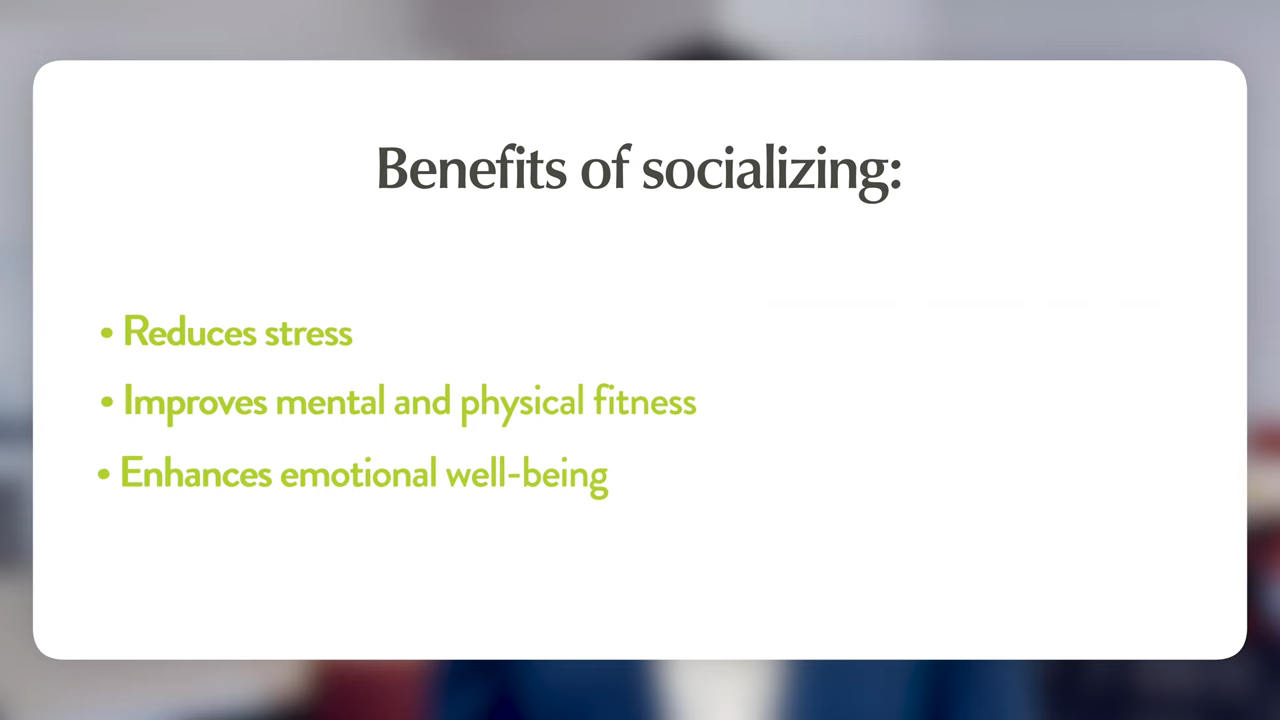 Benefits of socializing:
• Reduces stress
• Improves mental and physical fitness
• Enhances emotional well-being